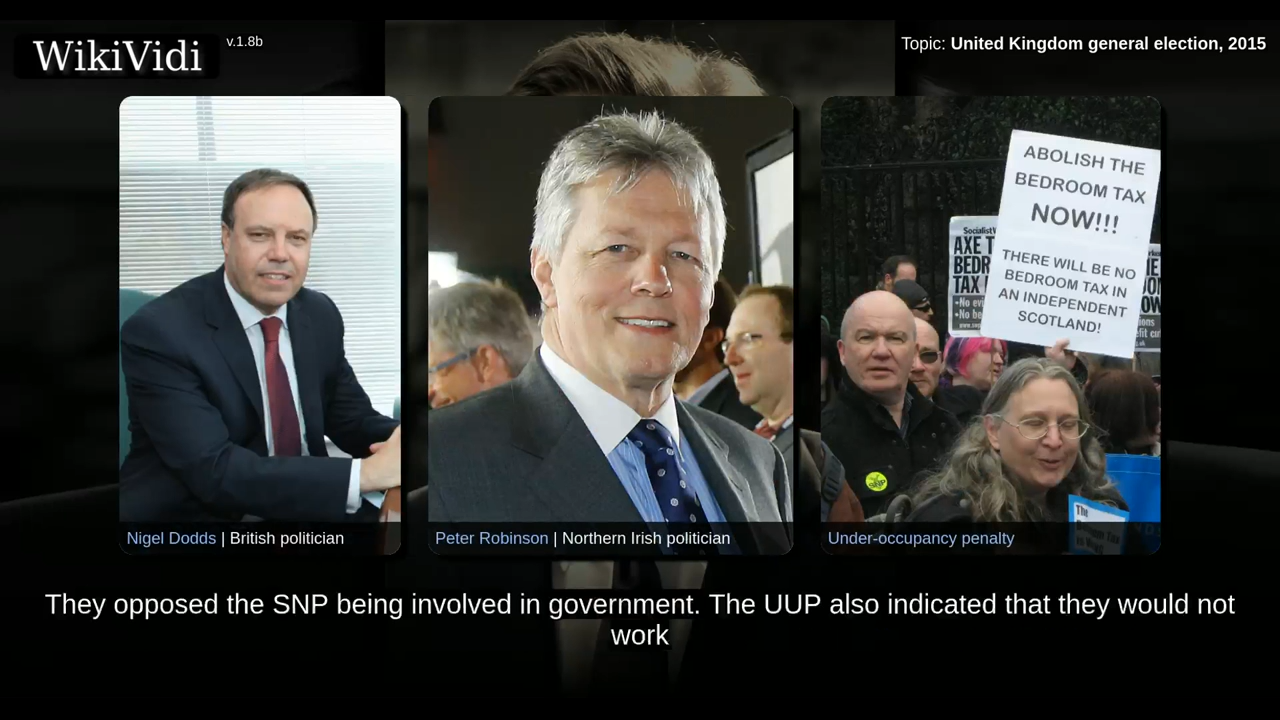 WikiVidi
v.1.8b
Topic: United Kingdom general election, 2015
ABOLISH THE
BEDROOM TAX
NOW!!!
THERE WILL BE NO
BEDROOM TAX IN
AN INDEPENDENT
SCOTLAND!
AXE
TAX
SNP
The
Nigel Dodds | British politician
Peter Robinson | Northern Irish politician
Under-occupancy penalty
They opposed the SNP being involved in government. The UUP also indicated that they would not
work